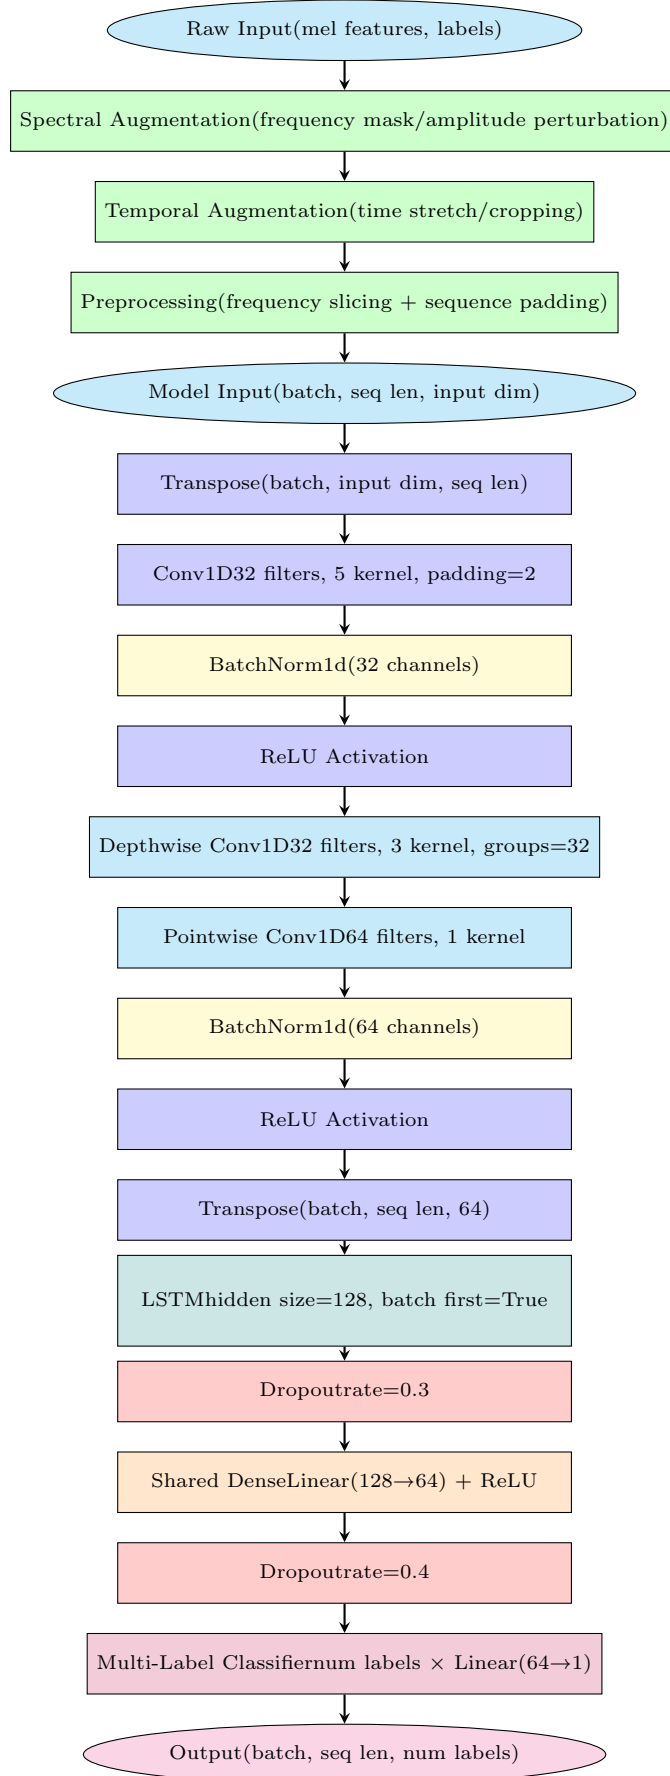 Raw Input(mel features, labels)
Spectral Augmentation(frequency mask/amplitude perturbation)
Temporal Augmentation(time stretch/cropping)
Preprocessing(frequency slicing + sequence padding)
Model Input(batch, seq len, input dim)
Transpose(batch, input dim, seq len)
Conv1D32 filters, 5 kernel, padding=2
BatchNorm1d(32 channels)
ReLU Activation
Depthwise Conv1D32 filters, 3 kernel, groups=32
Pointwise Conv1D64 filters, 1 kernel
BatchNorm1d(64 channels)
ReLU Activation
Transpose(batch, seq len, 64)
LSTMhidden size=128, batch first=True
Dropoutrate=0.3
Shared DenseLinear(128→64) + ReLU
Dropoutrate=0.4
Multi-Label Classifiernum labels × Linear(64→1)
Output(batch, seq len, num labels)